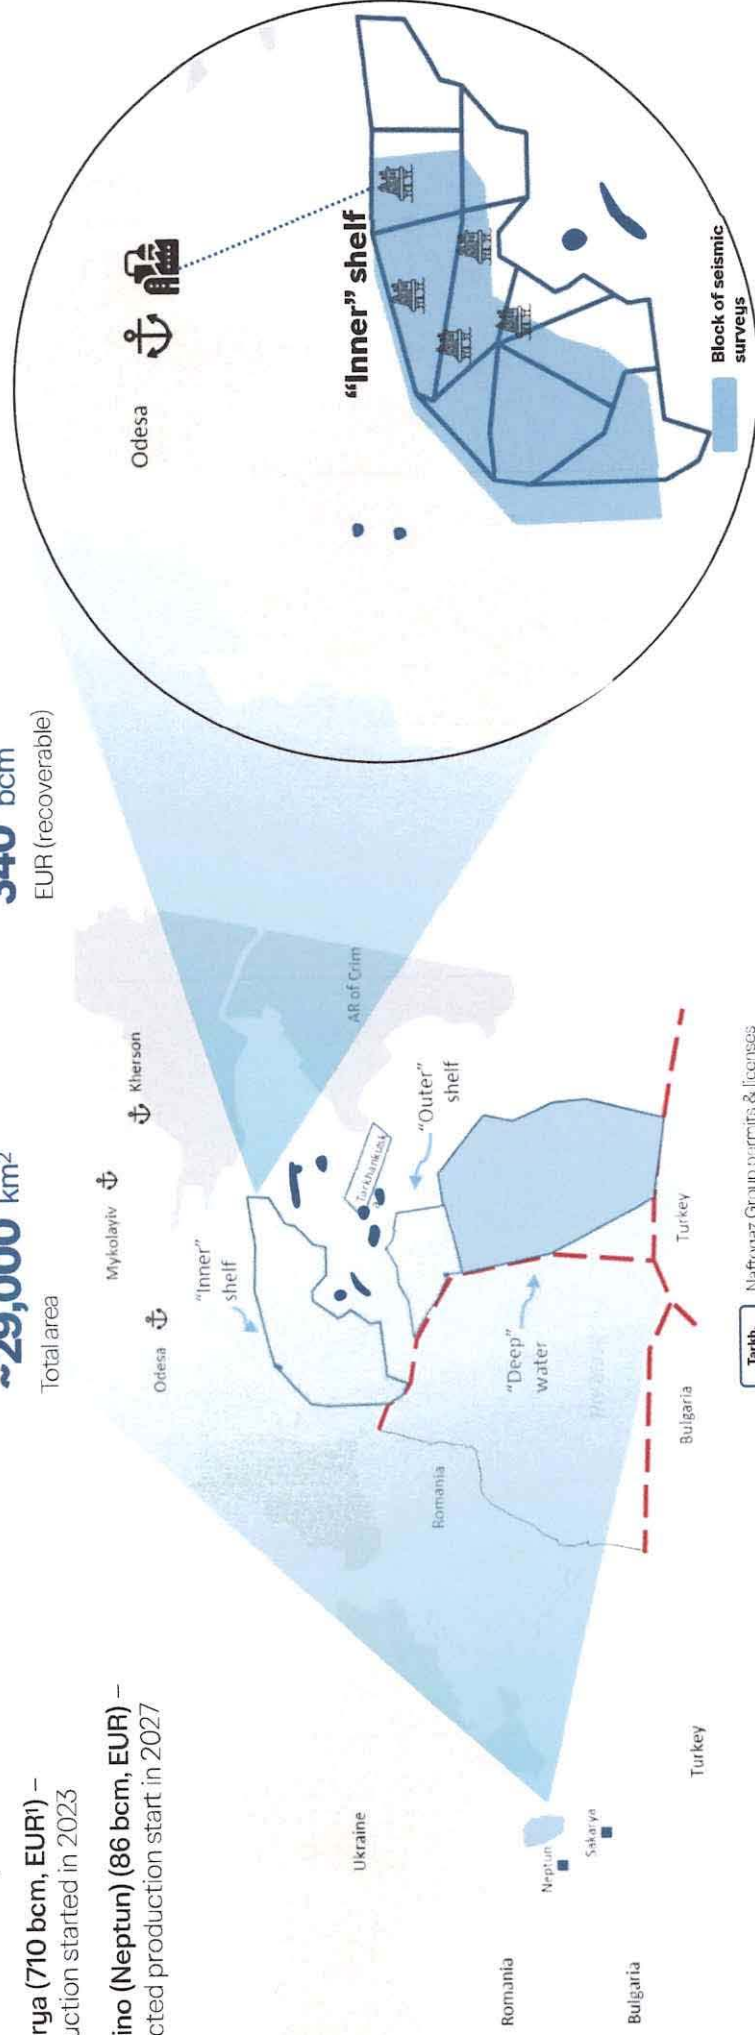 ~29,000 km²
340 bcm
Total area
EUR (recoverable)
rya (710 bcm, EUR¹) –
uction started in 2023
ino (Neptun) (86 bcm, EUR) –
cted production start in 2027
Mykolayiv
Kherson
Odesa
Odesa
"Inner"
shelf
"Inner" shelf
Ukraine
AR of Crim
Tarkhankutsk
"Outer"
shelf
Romania
"Deep"
water
Romania
Neptun
Sakarya
Bulgaria
Turkey
Bulgaria
Turkey
Block of seismic
surveys
Tarkh.
Naftogaz Group permits & licenses